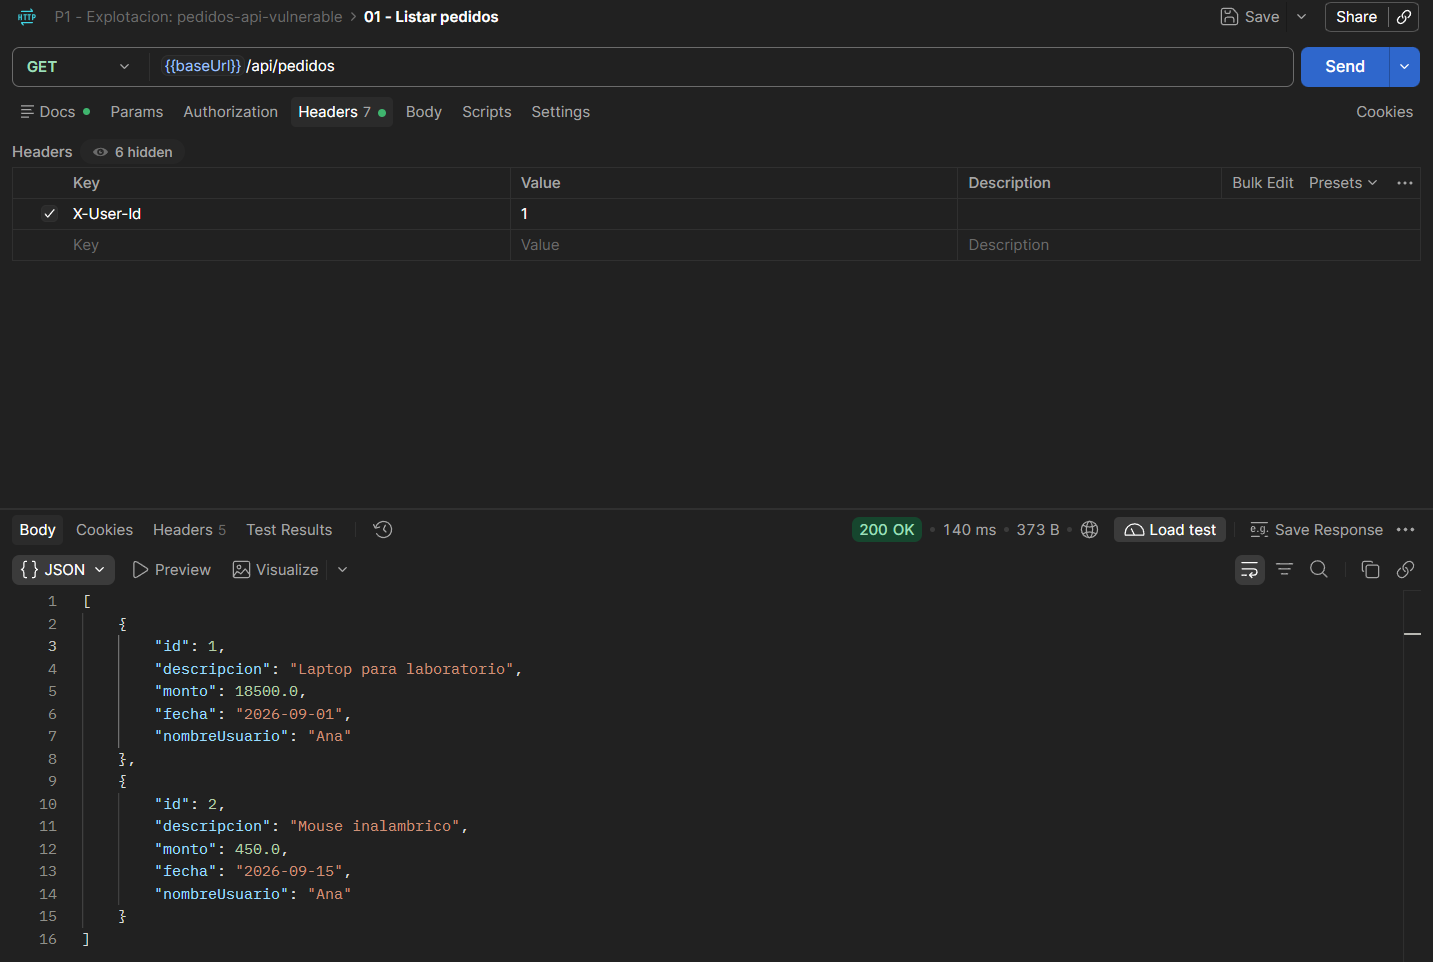 HTTP P1 - Explotacion: pedidos-api-vulnerable > 01 - Listar pedidos Save Share
GET {{baseUrl}} /api/pedidos Send
Docs Params Authorization Headers 7 Body Scripts Settings Cookies
Headers 6 hidden
Key Value Description Bulk Edit Presets
X-User-Id 1
Key Value Description
Body Cookies Headers 5 Test Results 200 OK 140 ms 373 B Load test e.g. Save Response
{} JSON Preview Visualize
1 [
2 {
3 "id": 1,
4 "descripcion": "Laptop para laboratorio",
5 "monto": 18500.0,
6 "fecha": "2026-09-01",
7 "nombreUsuario": "Ana"
8 },
9 {
10 "id": 2,
11 "descripcion": "Mouse inalambrico",
12 "monto": 450.0,
13 "fecha": "2026-09-15",
14 "nombreUsuario": "Ana"
15 }
16 ]